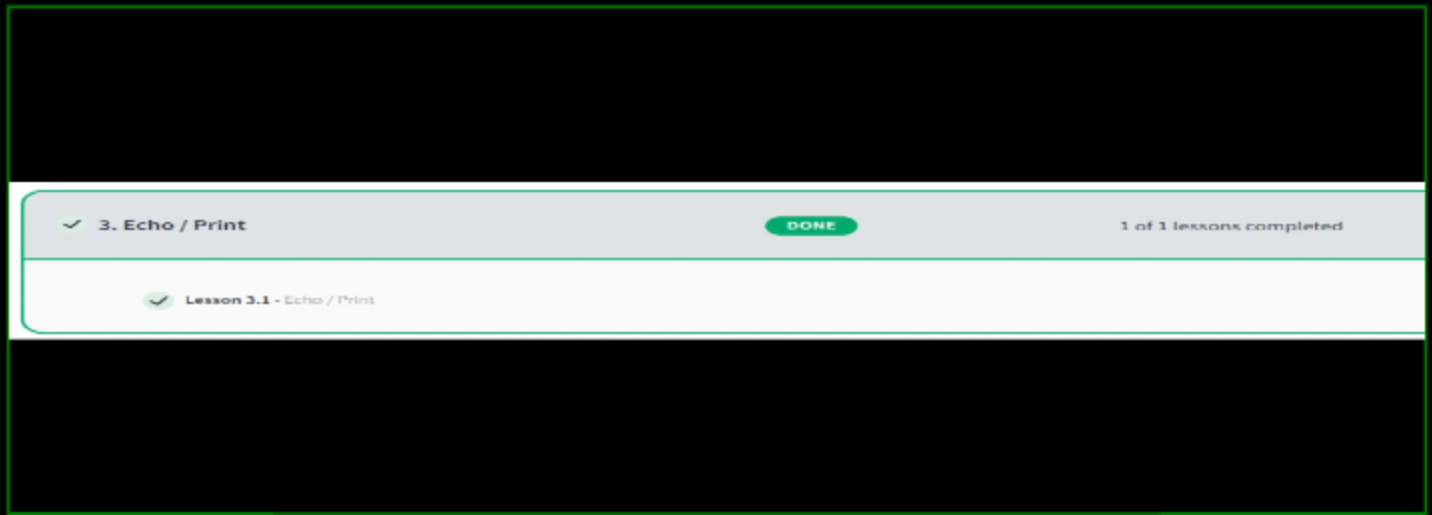 3. Echo / Print DONE 1 of 1 lessons completed
Lesson 3.1 - Echo / Print